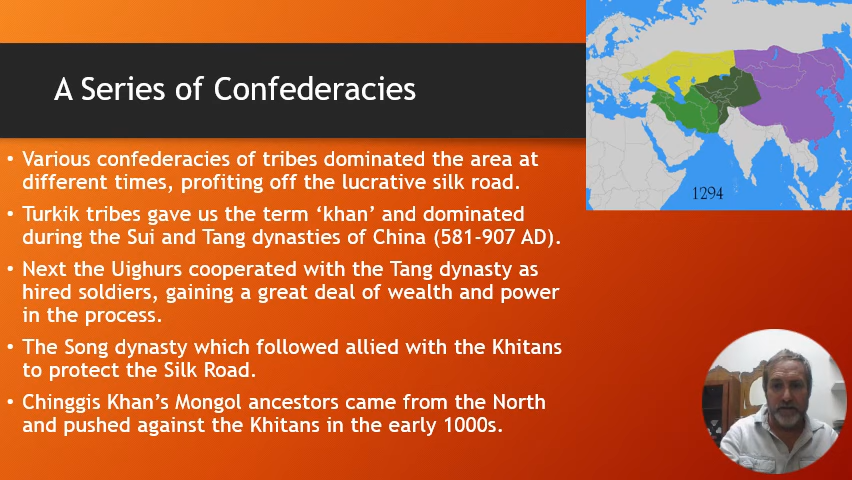 A Series of Confederacies
1294
• Various confederacies of tribes dominated the area at
different times, profiting off the lucrative silk road.
• Turkik tribes gave us the term ‘khan’ and dominated
during the Sui and Tang dynasties of China (581-907 AD).
• Next the Uighurs cooperated with the Tang dynasty as
hired soldiers, gaining a great deal of wealth and power
in the process.
• The Song dynasty which followed allied with the Khitans
to protect the Silk Road.
• Chinggis Khan’s Mongol ancestors came from the North
and pushed against the Khitans in the early 1000s.